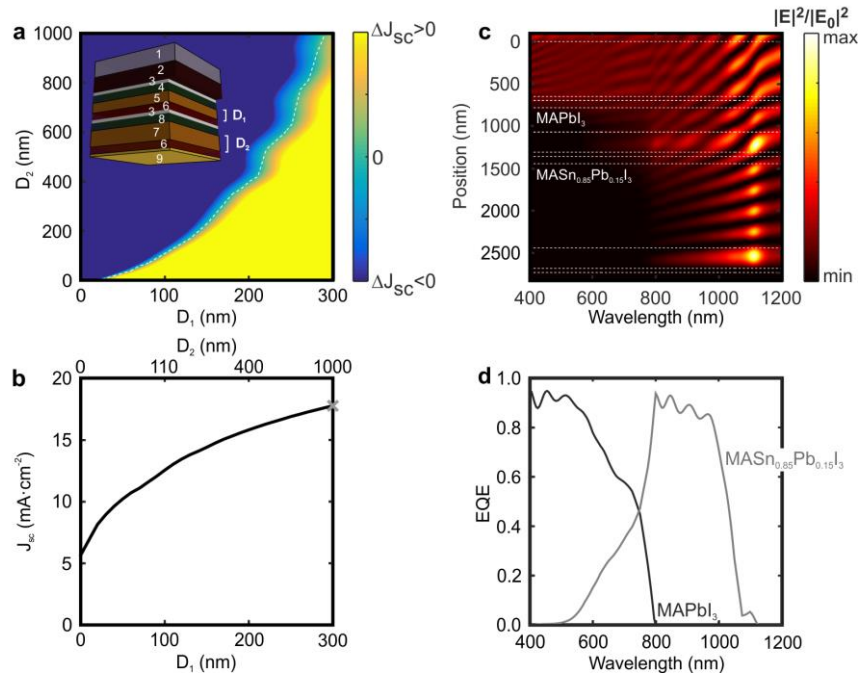 a
1000
800
600
400
200
0
D₂ (nm)
0
100
200
300
D₁ (nm)
1
2
3
4
5
6
3
8
7
6
9
D₁
D₂
ΔJSC>0
0
ΔJSC<0
b
D₂ (nm)
0
110
400
1000
20
15
10
5
0
Jsc (mA·cm-2)
0
100
200
300
D₁ (nm)
c
|E|²/|E₀|²
max
min
0
500
1000
1500
2000
2500
Position (nm)
MAPbI₃
MASn0.85Pb0.15I₃
400
600
800
1000
1200
Wavelength (nm)
d
1.0
0.8
0.6
0.4
0.2
0.0
EQE
MASn0.85Pb0.15I₃
MAPbI₃
400
600
800
1000
1200
Wavelength (nm)